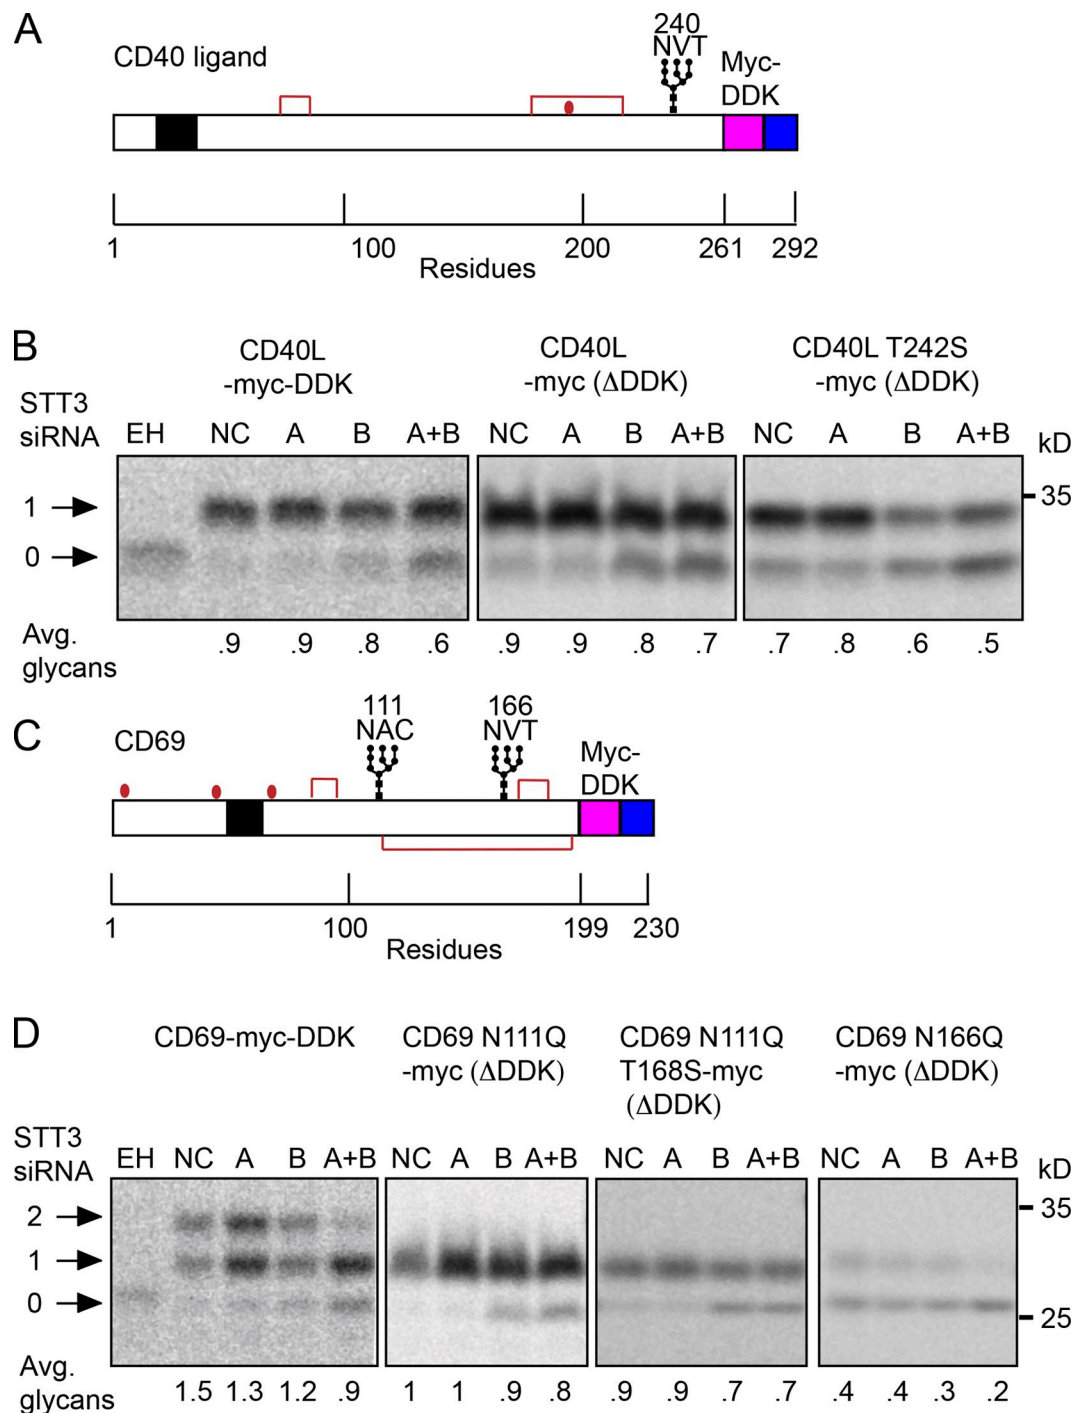 A
CD40 ligand
240
NVT
Myc-
DDK
1 100 200 261 292
Residues
B
CD40L
-myc-DDK
CD40L
-myc (ΔDDK)
CD40L T242S
-myc (ΔDDK)
STT3
siRNA
EH NC A B A+B NC A B A+B NC A B A+B kD
1
35
0
Avg.
glycans
.9 .9 .8 .6 .9 .9 .8 .7 .7 .8 .6 .5
C
CD69
111
NAC
166
NVT
Myc-
DDK
1 100 199 230
Residues
D
CD69-myc-DDK
CD69 N111Q
-myc (ΔDDK)
CD69 N111Q
T168S-myc
(ΔDDK)
CD69 N166Q
-myc (ΔDDK)
STT3
siRNA
EH NC A B A+B NC A B A+B NC A B A+B NC A B A+B kD
2
35
1
0
25
Avg.
glycans
1.5 1.3 1.2 .9 1 1 .9 .8 .9 .9 .7 .7 .4 .4 .3 .2